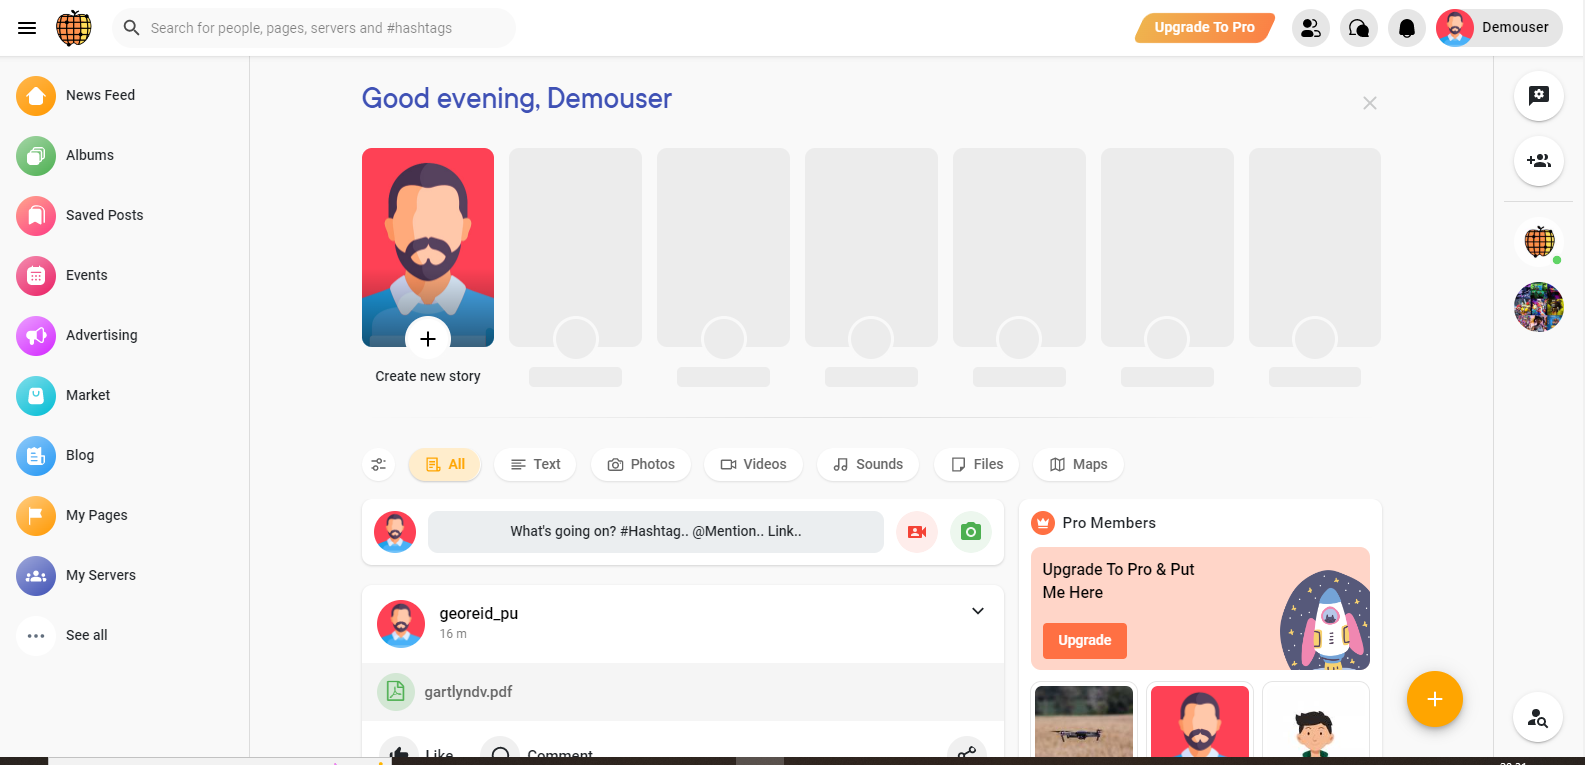 Search for people, pages, servers and #hashtags
Upgrade To Pro
Demouser
News Feed
Albums
Saved Posts
Events
Advertising
Market
Blog
My Pages
My Servers
See all
Good evening, Demouser
Create new story
All
Text
Photos
Videos
Sounds
Files
Maps
What's going on? #Hashtag.. @Mention.. Link..
georeid_pu
16 m
gartlyndv.pdf
Like
Comment
Pro Members
Upgrade To Pro & Put
Me Here
Upgrade